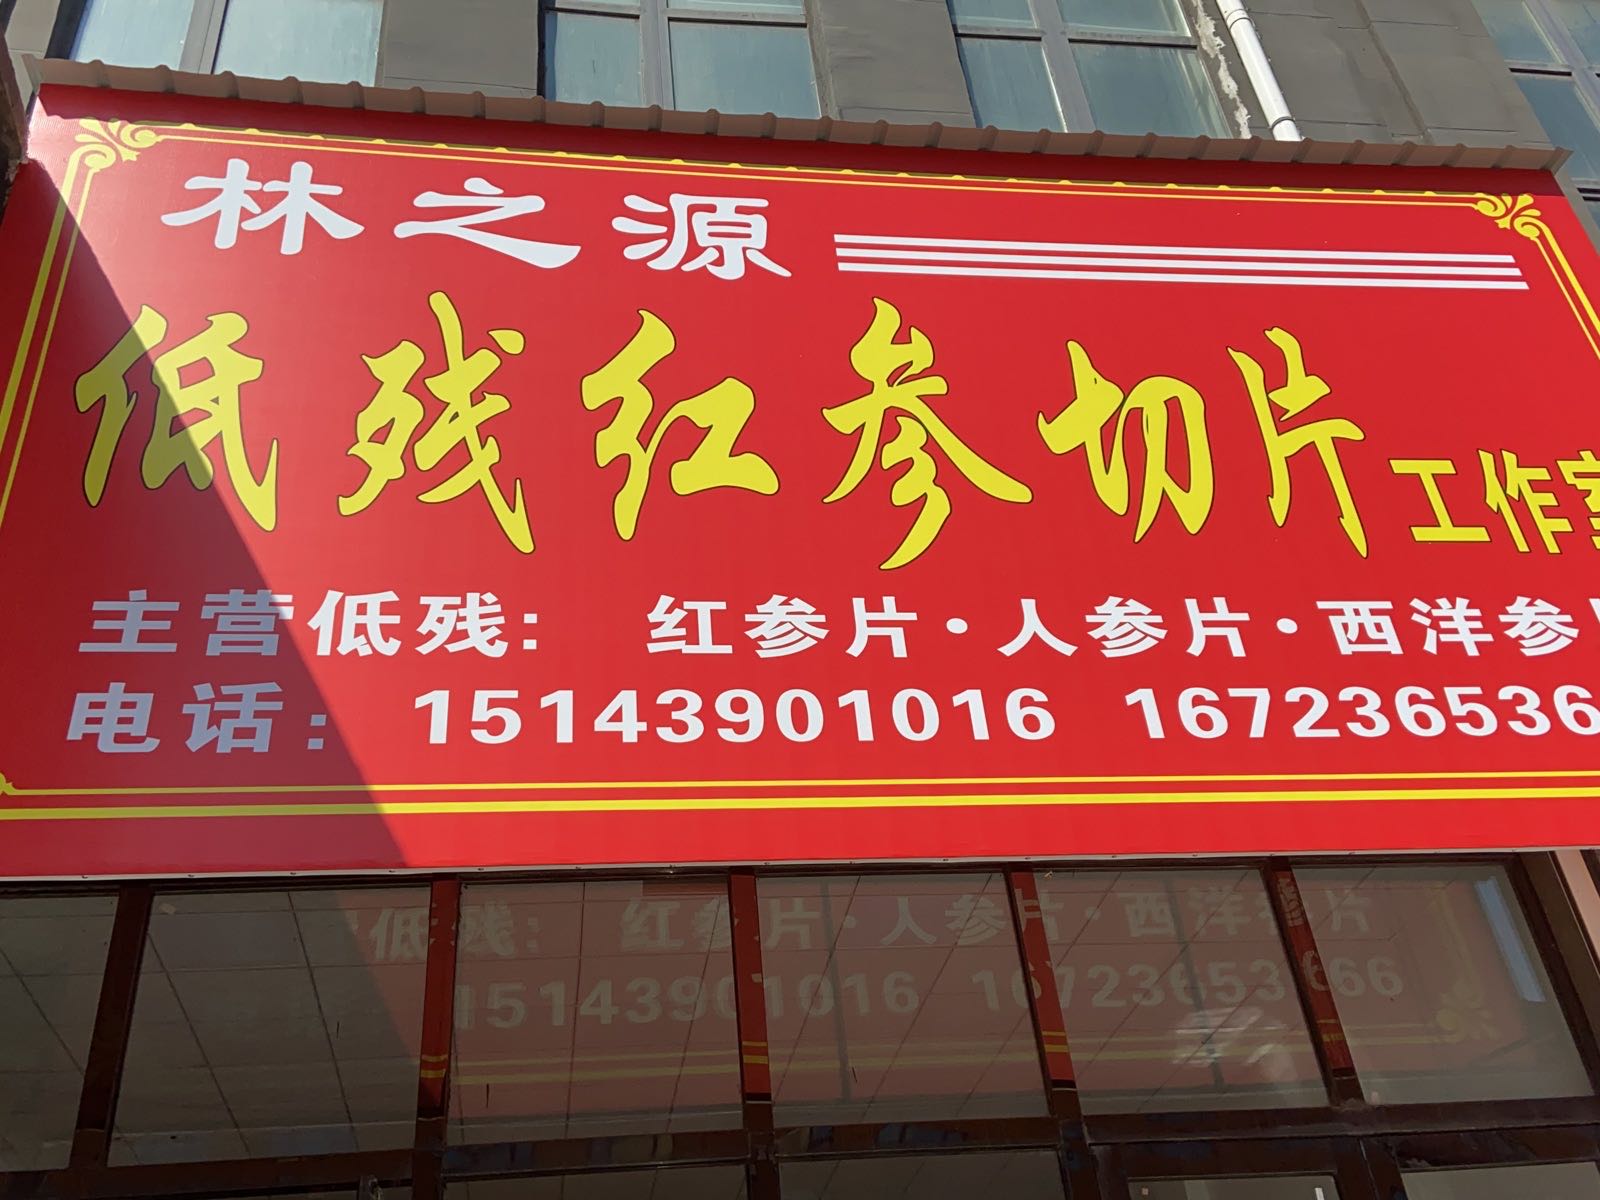 林之源
低残红参切片工作室
主营低残: 红参片·人参片·西洋参片
电话: 15143901016 167236536
低残: 红参片·人参片·西洋参片
15143901016 16723653666